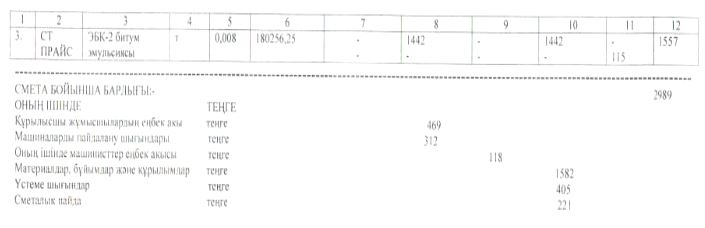 1 2 3 4 5 6 7 8 9 10 11 12
3. СТ ЭБК-2 битум т 0,008 180256,25 - 1442 - 1442 - 1557
ПРАЙС эмульсиясы - - - 115
СМЕТА БОЙЫНША БАРЛЫҒЫ:- 2989
ОНЫҢ ІШІНДЕ ТЕҢГЕ
Құрылысшы жұмысшылардың еңбек ақы теңге 469
Машиналарды пайдалану шығындары теңге 312
Оның ішінде машинисттер еңбек ақысы теңге 118
Материалдар, бұйымдар және құрылымдар теңге 1582
Үстеме шығындар теңге 405
Сметалық пайда теңге 221